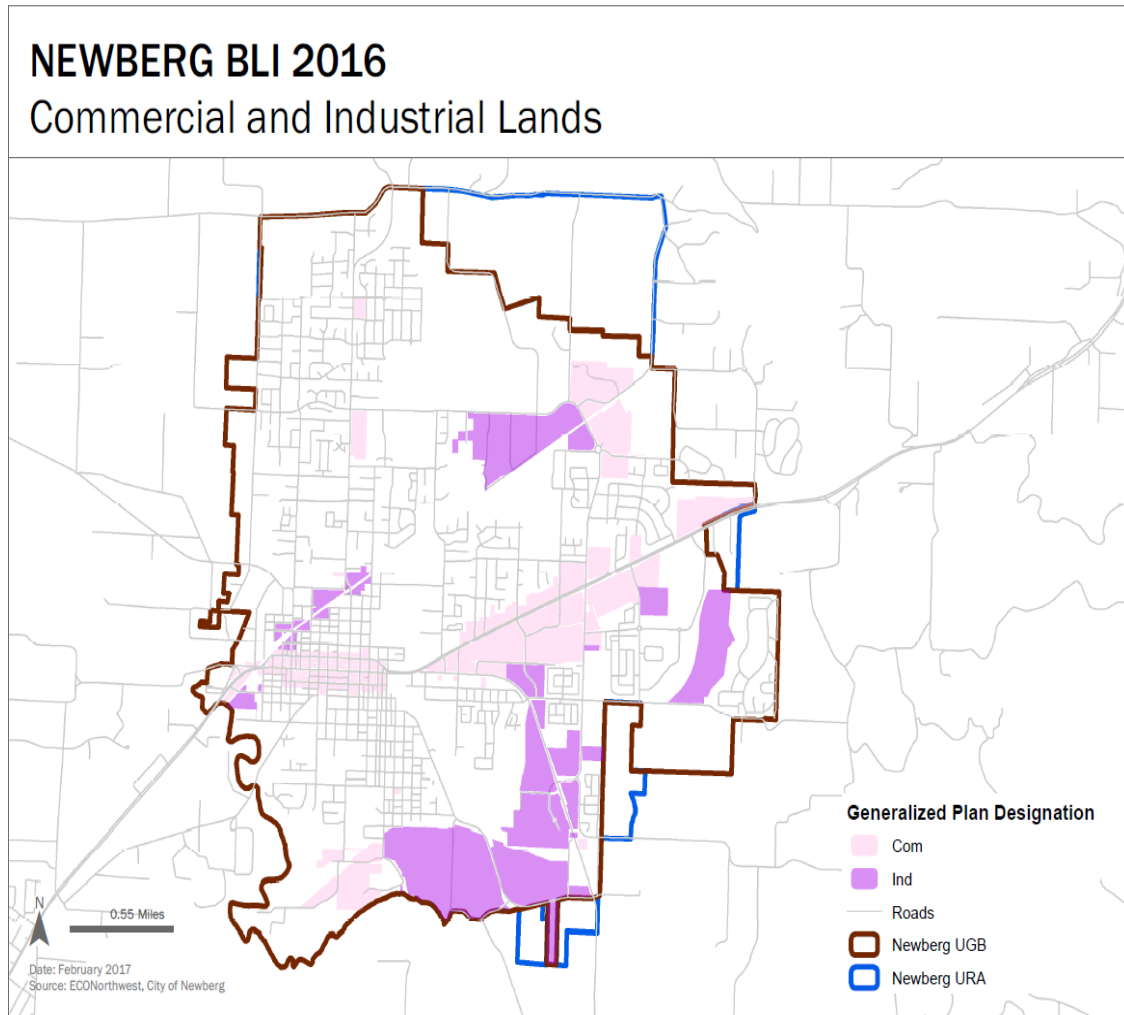 NEWBERG BLI 2016
Commercial and Industrial Lands
Generalized Plan Designation
Com
Ind
Roads
Newberg UGB
Newberg URA
N
0.55 Miles
Date: February 2017
Source: ECONorthwest, City of Newberg